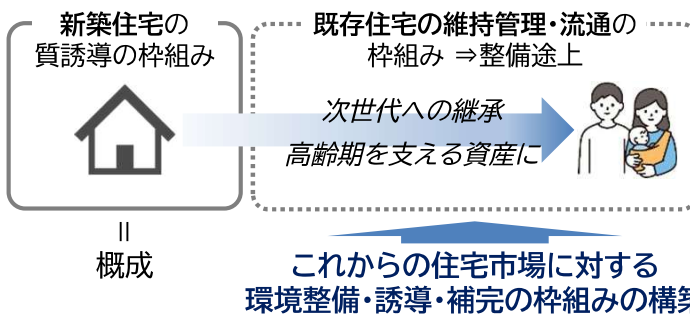 新築住宅の
質誘導の枠組み
既存住宅の維持管理・流通の
枠組み ⇒整備途上
次世代への継承
高齢期を支える資産に
||
概成
これからの住宅市場に対する
環境整備・誘導・補完の枠組みの構築